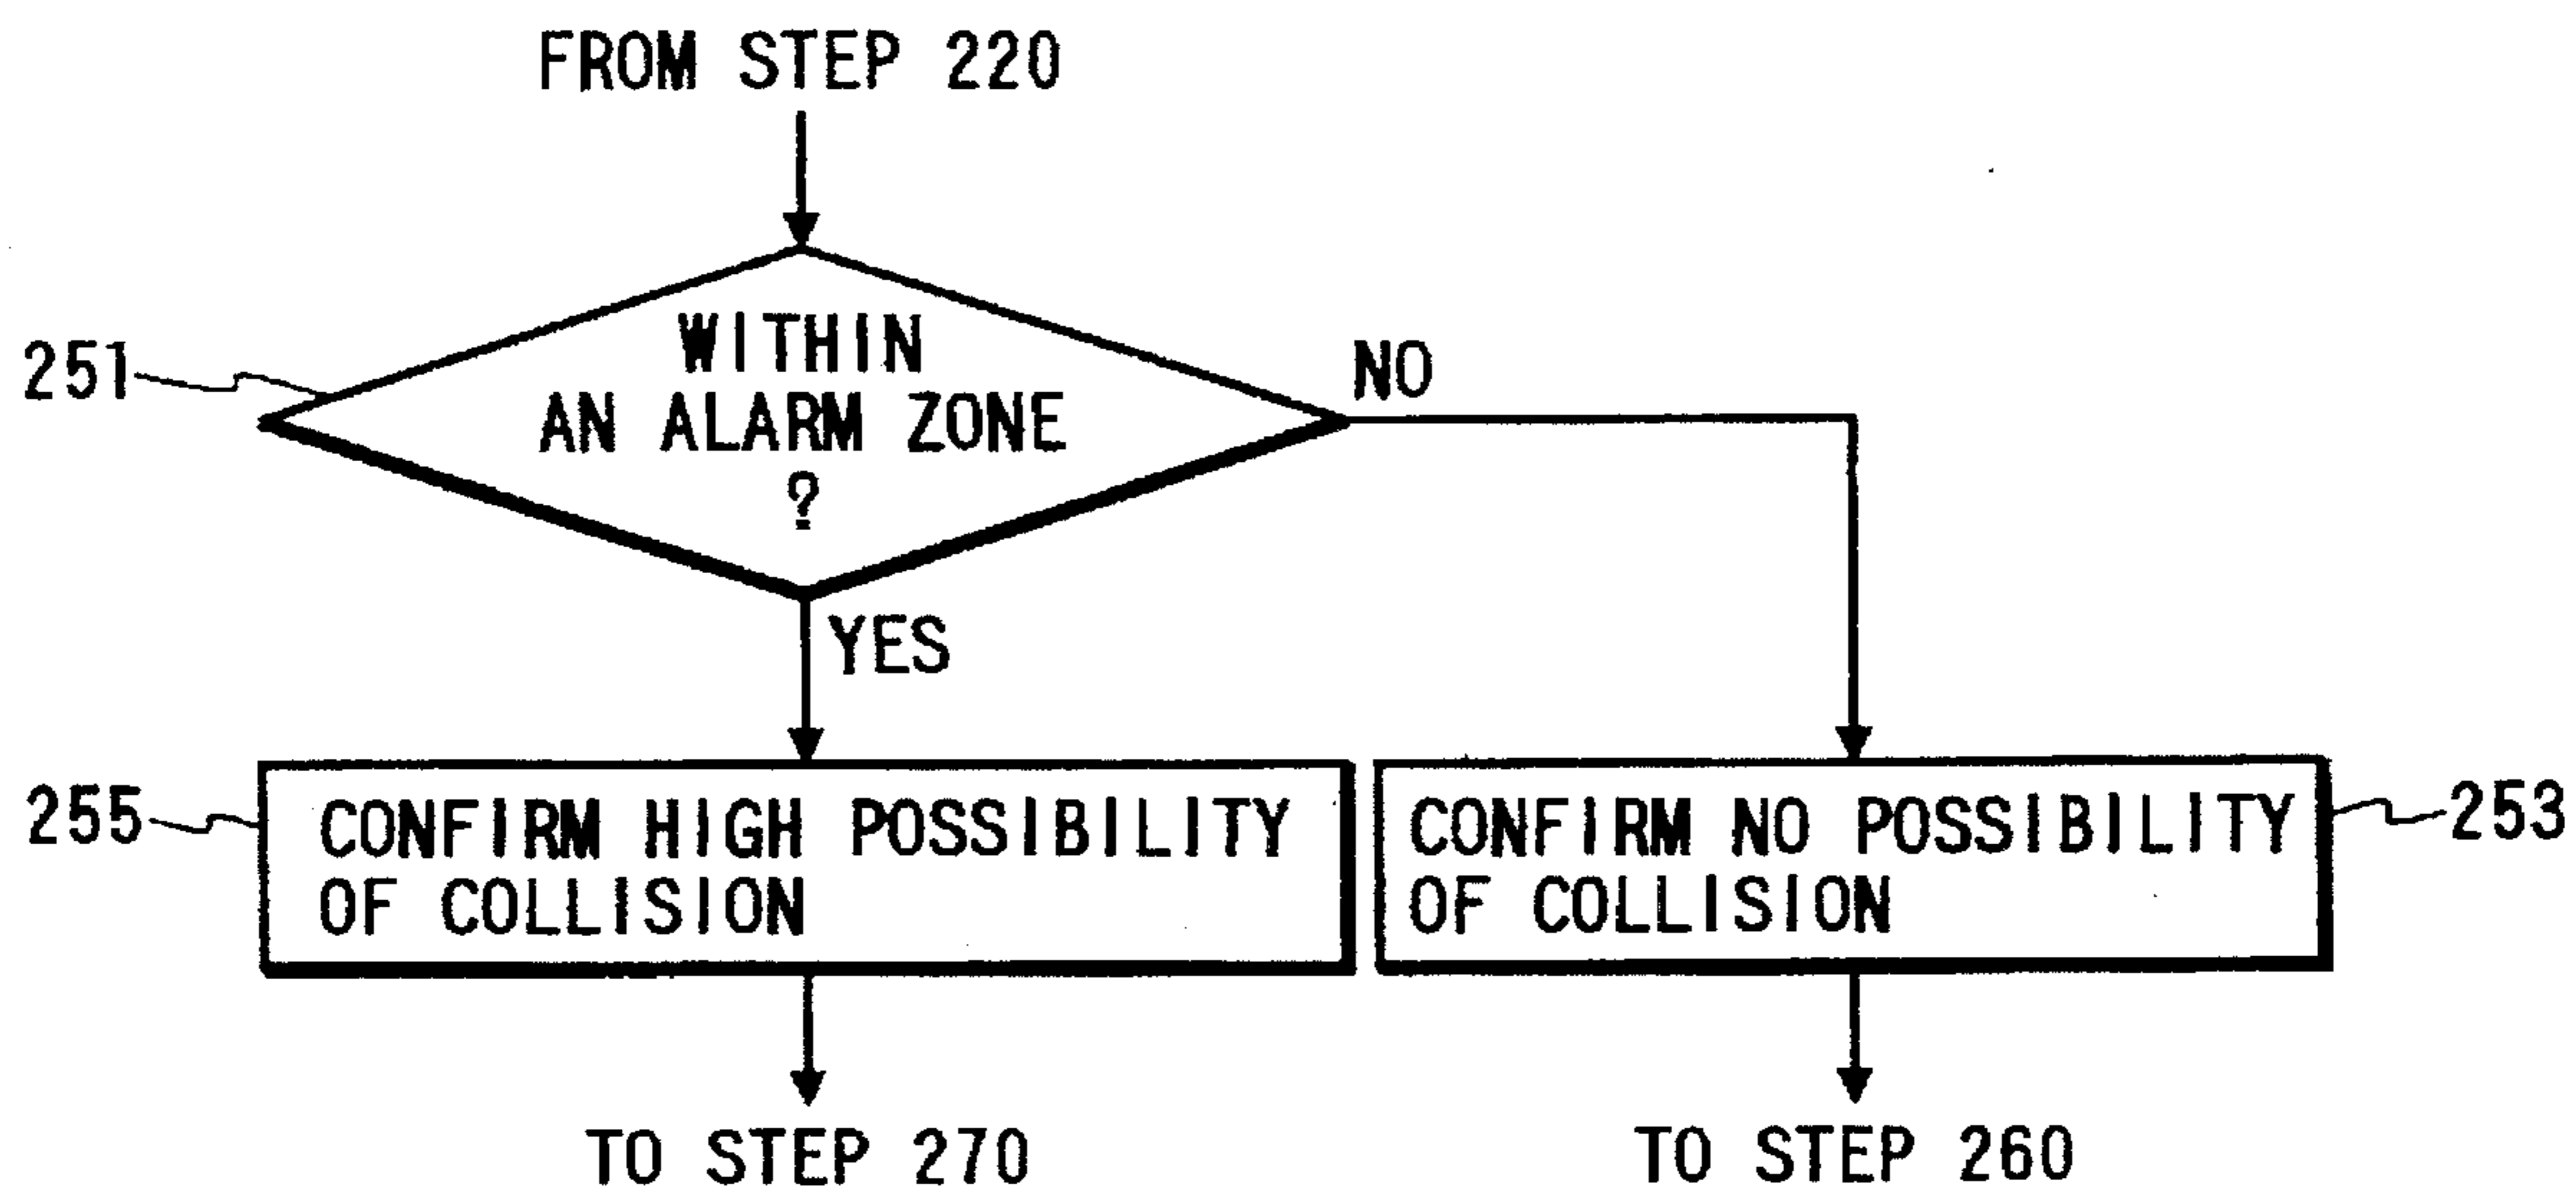 FROM STEP 220
251
WITHIN
AN ALARM ZONE
?
NO
YES
255
CONFIRM HIGH POSSIBILITY
OF COLLISION
CONFIRM NO POSSIBILITY
OF COLLISION
253
TO STEP 270
TO STEP 260